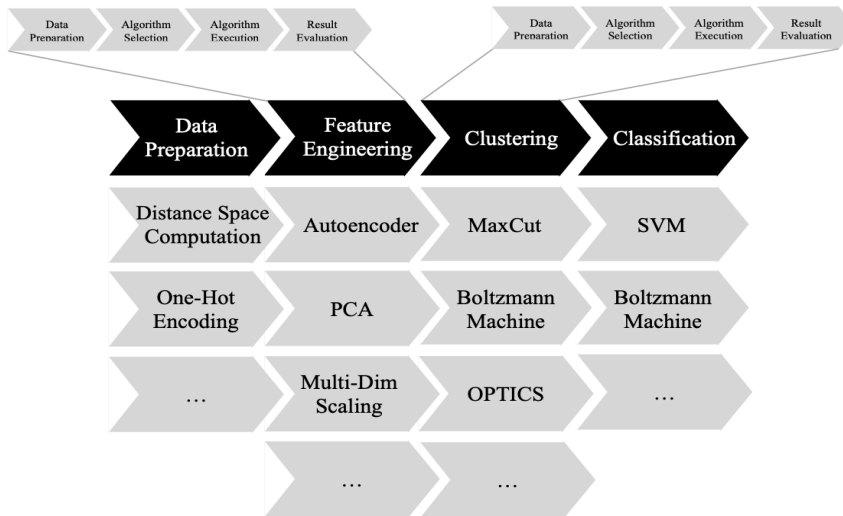 Data
Preparation
Algorithm
Selection
Algorithm
Execution
Result
Evaluation
Data
Preparation
Algorithm
Selection
Algorithm
Execution
Result
Evaluation
Data
Preparation
Feature
Engineering
Clustering
Classification
Distance Space
Computation
Autoencoder
MaxCut
SVM
One-Hot
Encoding
PCA
Boltzmann
Machine
Boltzmann
Machine
…
Multi-Dim
Scaling
OPTICS
…
…
…